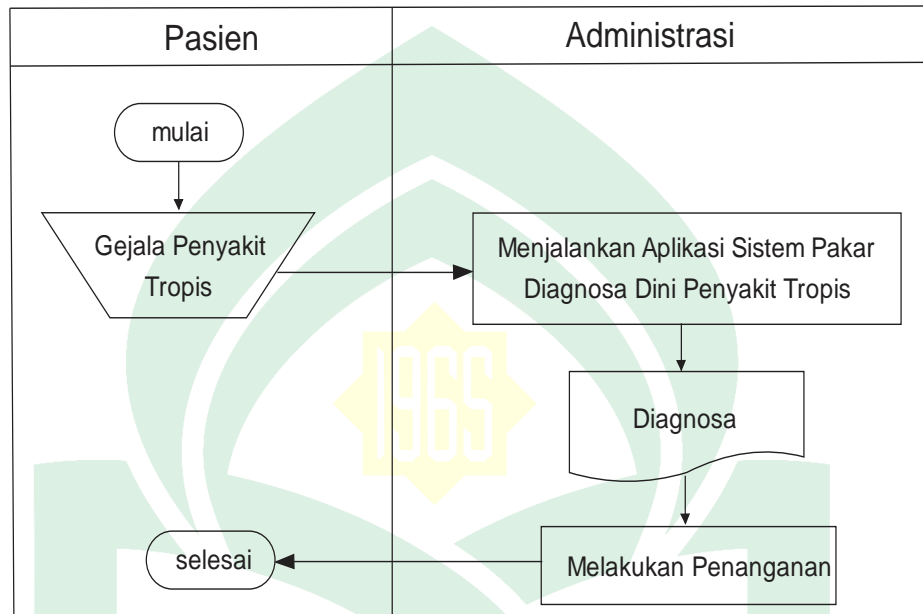 Pasien
Administrasi
mulai
Gejala Penyakit
Tropis
Menjalankan Aplikasi Sistem Pakar
Diagnosa Dini Penyakit Tropis
1965
Diagnosa
Melakukan Penanganan
selesai